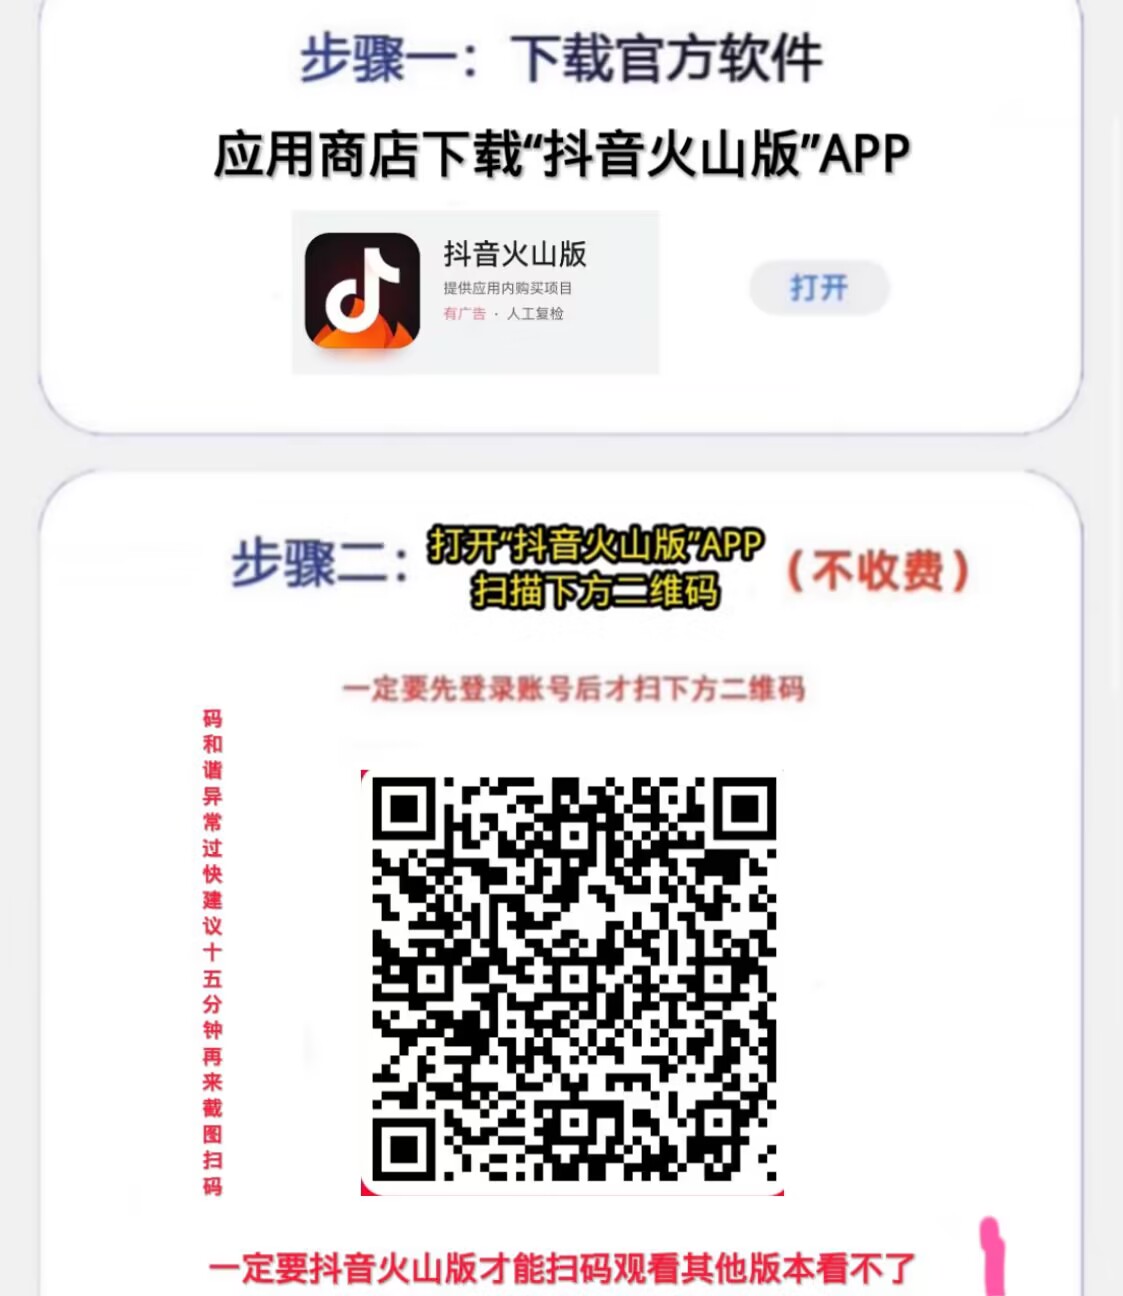 步骤一：下载官方软件
应用商店下载“抖音火山版”APP
抖音火山版
提供应用内购买项目
有广告 · 人工复检
打开
步骤二：
打开“抖音火山版”APP
扫描下方二维码
（不收费）
一定要先登录账号后才扫下方二维码
码和谐异常过快建议十五分钟再来截图扫码
一定要抖音火山版才能扫码观看其他版本看不了